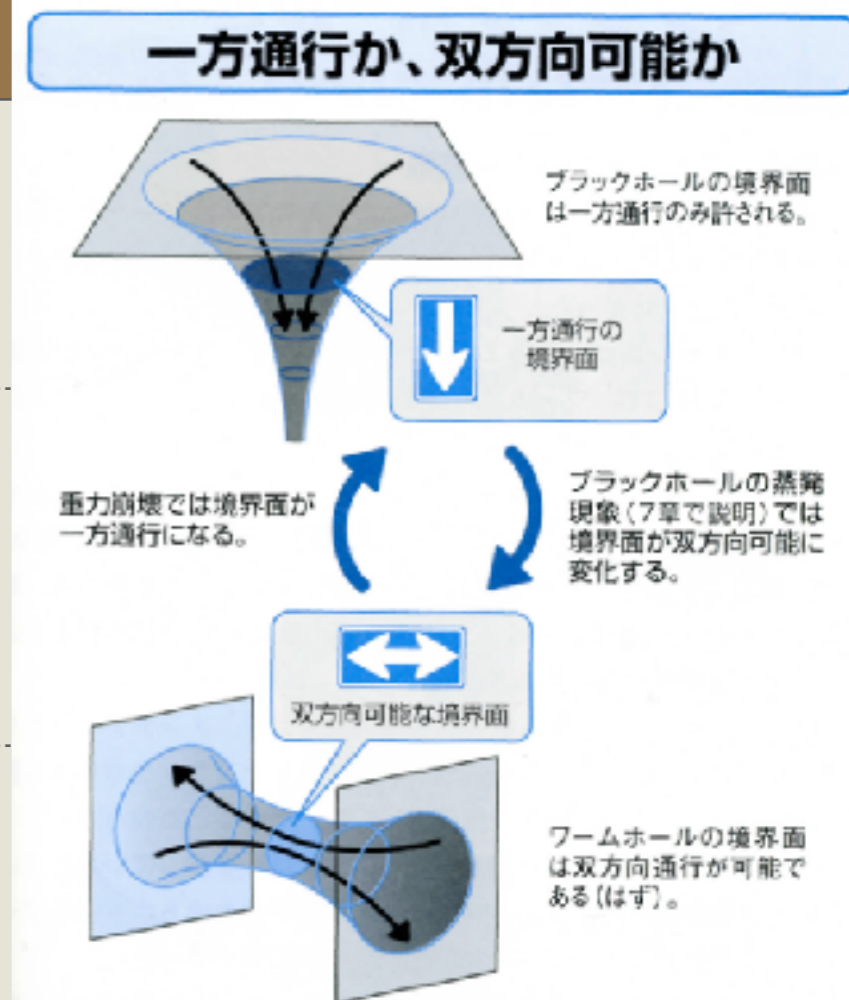 一方通行か、双方向可能か
ブラックホールの境界面
は一方通行のみ許される。
一方通行の
境界面
重力崩壊では境界面が
一方通行になる。
ブラックホールの蒸発
現象(7章で説明)では
境界面が双方向可能に
変化する。
双方向可能な境界面
ワームホールの境界面
は双方向通行が可能で
ある(はず)。